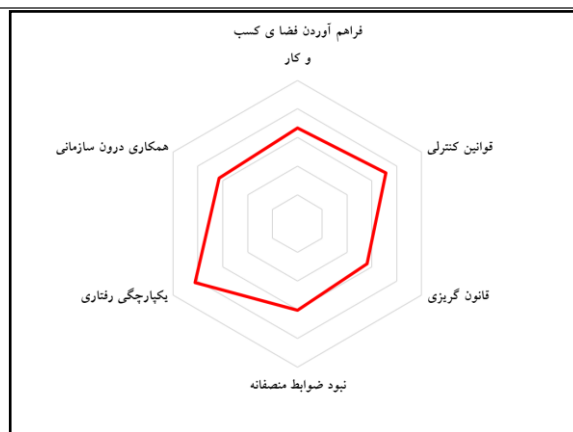 فراهم آوردن فضا ی کسب
و کار
قوانین کنترلی
همکاری درون سازمانی
قانون گریزی
یکپارچگی رفتاری
نبود ضوابط منصفانه